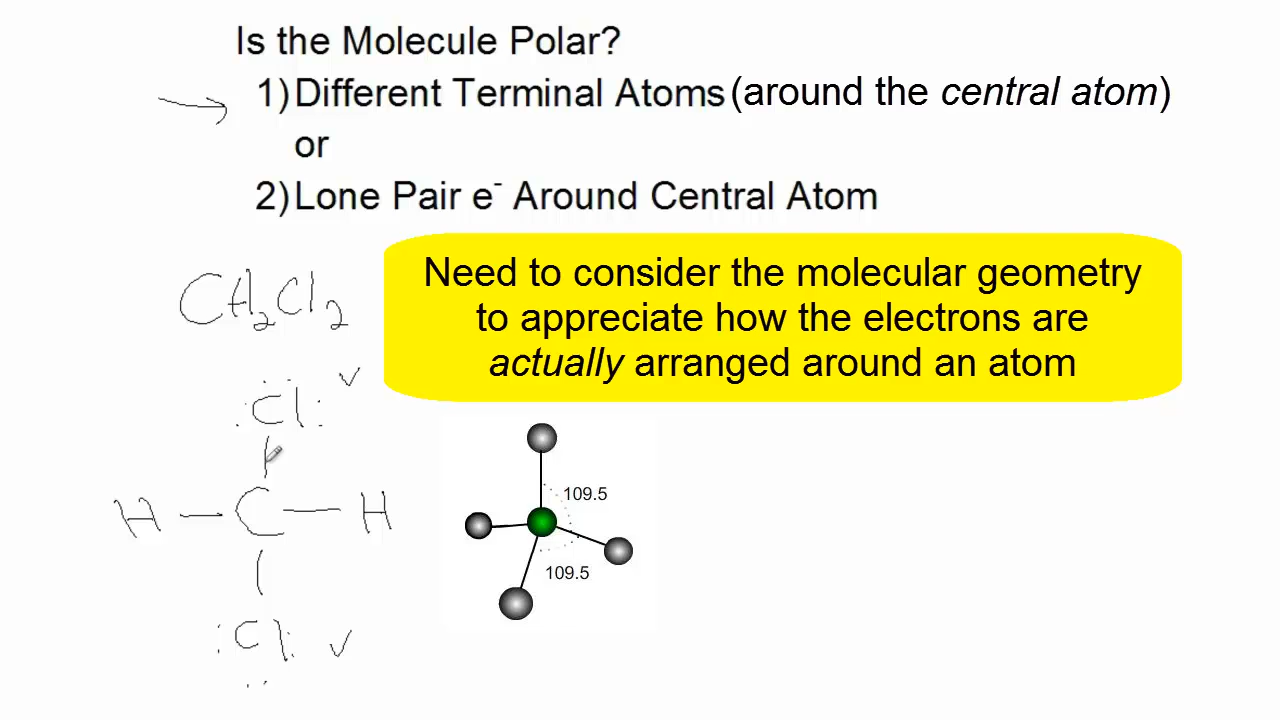 Is the Molecule Polar?
1) Different Terminal Atoms (around the central atom)
or
2) Lone Pair e⁻ Around Central Atom
CH₂Cl₂
Need to consider the molecular geometry
to appreciate how the electrons are
actually arranged around an atom
:Cl:
H — C — H
:Cl:
109.5
109.5